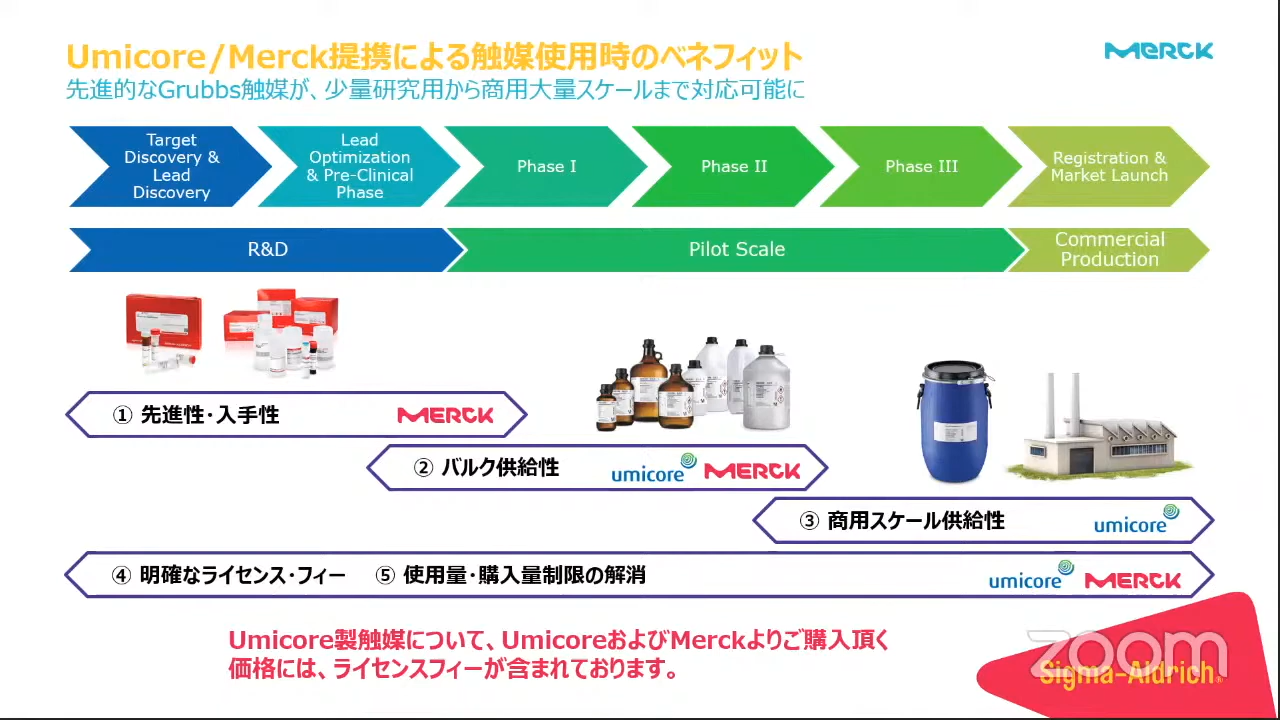 Umicore/Merck提携による触媒使用時のベネフィット
MERCK
先進的なGrubbs触媒が、少量研究用から商用大量スケールまで対応可能に
Target
Discovery &
Lead
Discovery
Lead
Optimization
& Pre-Clinical
Phase
Phase I
Phase II
Phase III
Registration &
Market Launch
R&D
Pilot Scale
Commercial
Production
① 先進性・入手性
MERCK
② バルク供給性
umicore MERCK
③ 商用スケール供給性
umicore
④ 明確なライセンス・フィー ⑤ 使用量・購入量制限の解消
umicore MERCK
Umicore製触媒について、UmicoreおよびMerckよりご購入頂く
価格には、ライセンスフィーが含まれております。
zoom
Sigma-Aldrich®